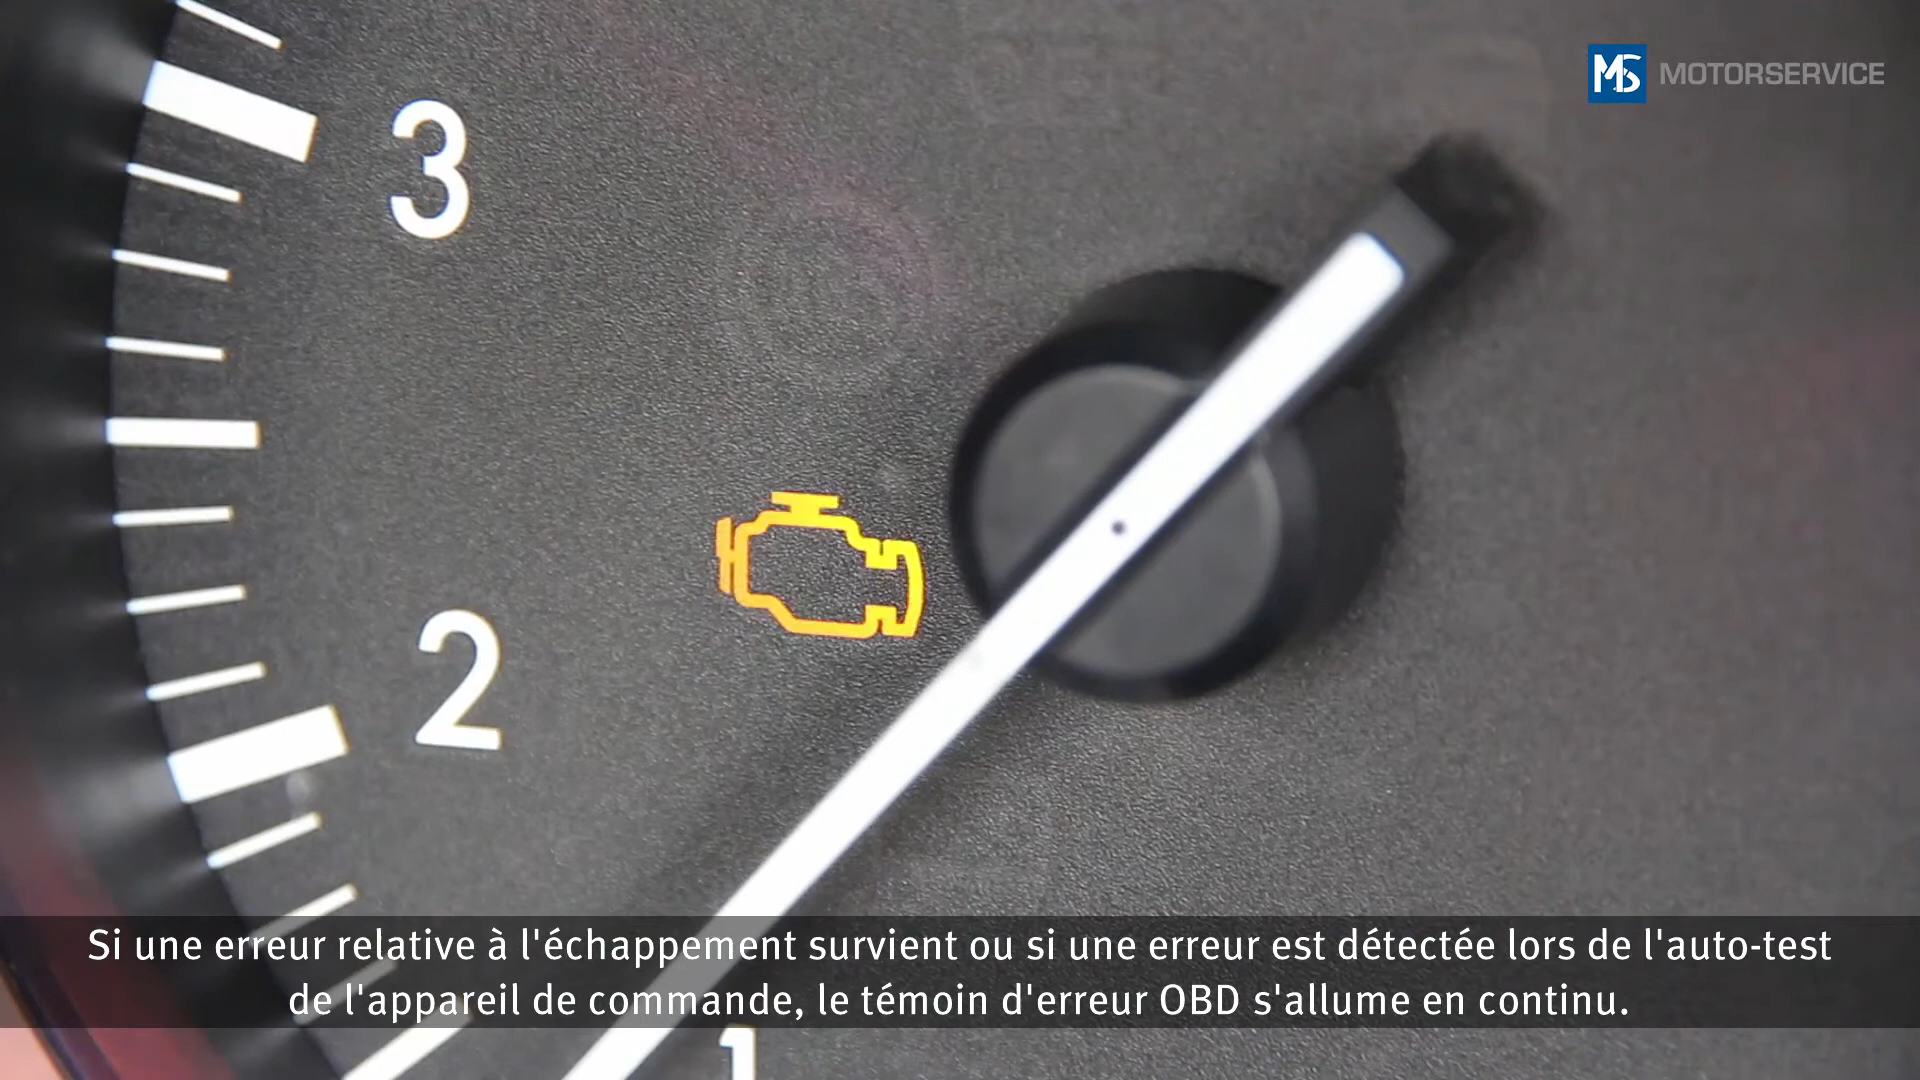 MS MOTORSERVICE
3
2
Si une erreur relative à l'échappement survient ou si une erreur est détectée lors de l'auto-test
de l'appareil de commande, le témoin d'erreur OBD s'allume en continu.
1